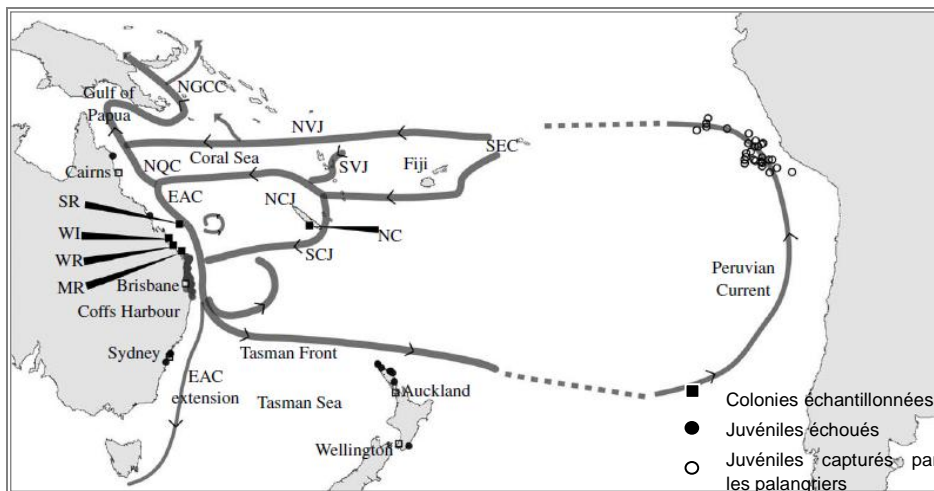 NGCC
Gulf of
Papua
NVJ
SEC
Coral Sea
SVJ
Fiji
NQC
Cairns
EAC
NCJ
SR
WI
NC
SCJ
WR
MR
Brisbane
Peruvian
Current
Coffs Harbour
Sydney
Tasman Front
EAC
extension
Auckland
Tasman Sea
Wellington
Colonies échantillonnées
Juvéniles échoués
Juvéniles capturés par
les palangriers